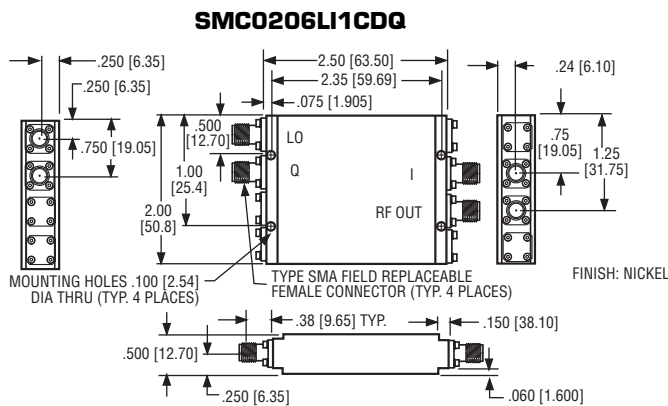 SMC0206LI1CDQ
.250 [6.35]
.250 [6.35]
.750 [19.05]
2.50 [63.50]
2.35 [59.69]
.075 [1.905]
.500
[12.70]
LO
Q
I
RF OUT
1.00
[25.4]
2.00
[50.8]
.24 [6.10]
.75
[19.05]
1.25
[31.75]
MOUNTING HOLES .100 [2.54]
DIA THRU (TYP. 4 PLACES)
TYPE SMA FIELD REPLACEABLE
FEMALE CONNECTOR (TYP. 4 PLACES)
FINISH: NICKEL
.38 [9.65] TYP.
.150 [38.10]
.500 [12.70]
.250 [6.35]
.060 [1.600]